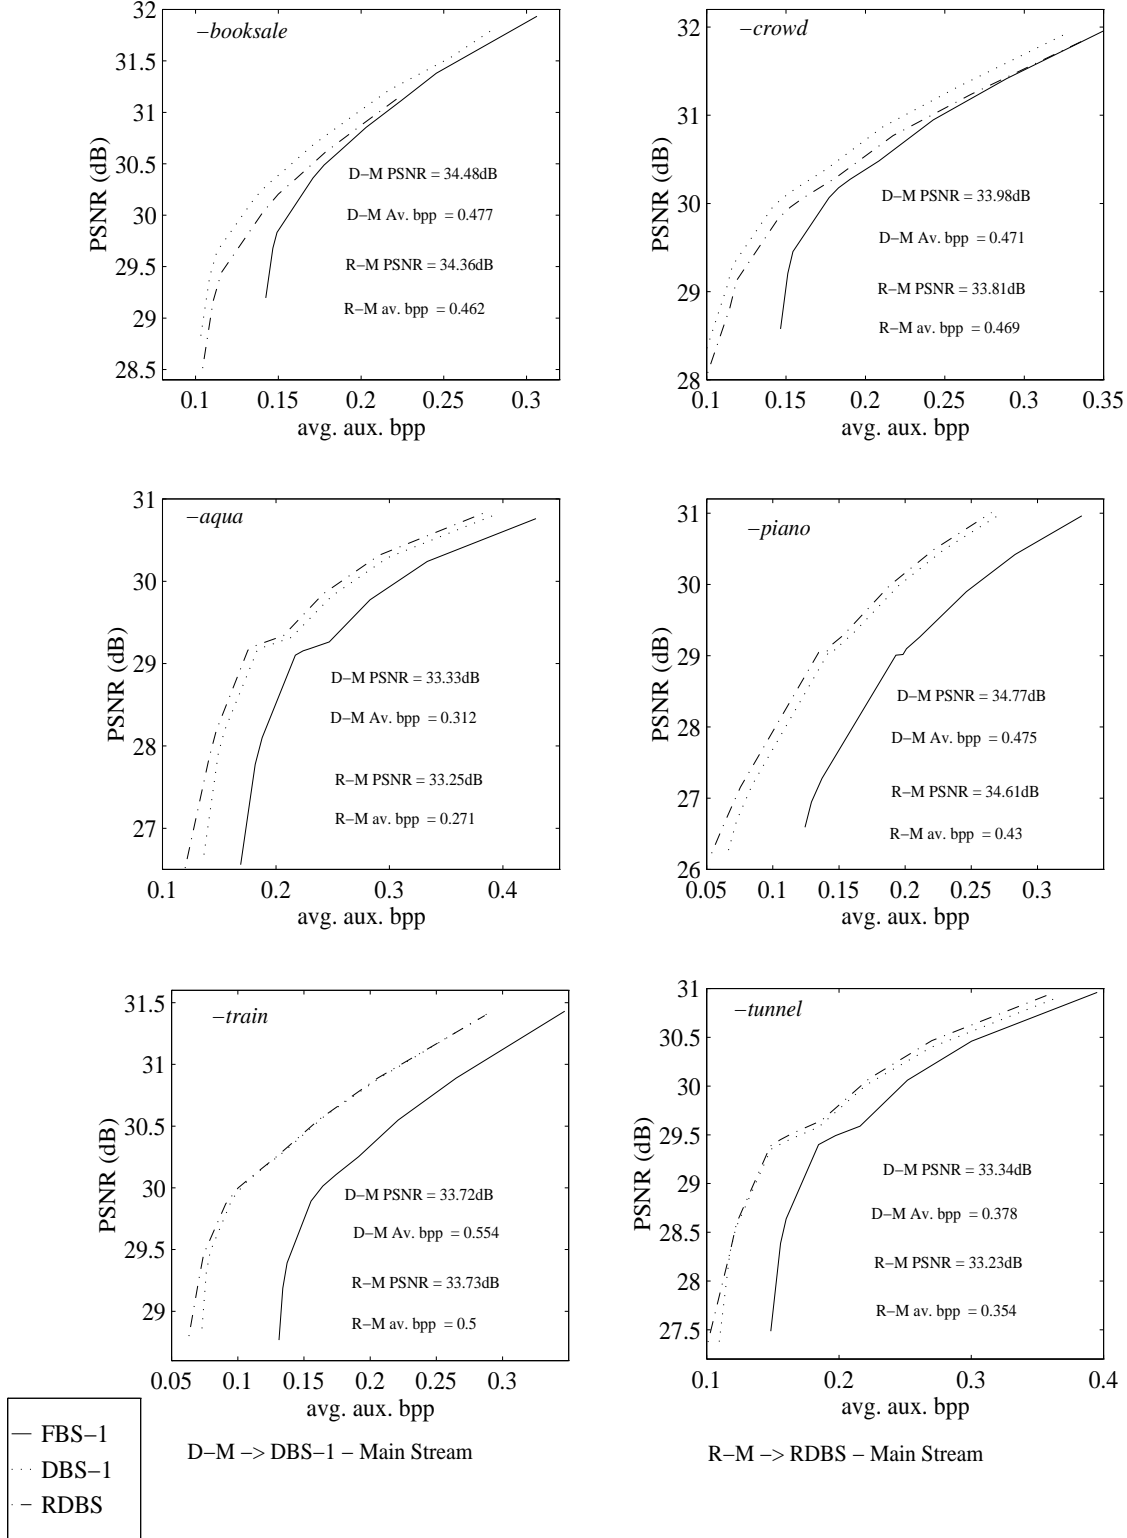 –booksale
PSNR (dB)
32
31.5
31
30.5
30
29.5
29
28.5
D–M PSNR = 34.48dB
D–M Av. bpp = 0.477
R–M PSNR = 34.36dB
R–M av. bpp = 0.462
0.1 0.15 0.2 0.25 0.3
avg. aux. bpp
–crowd
PSNR (dB)
32
31
30
29
28
D–M PSNR = 33.98dB
D–M Av. bpp = 0.471
R–M PSNR = 33.81dB
R–M av. bpp = 0.469
0.1 0.15 0.2 0.25 0.3 0.35
avg. aux. bpp
–aqua
PSNR (dB)
31
30
29
28
27
D–M PSNR = 33.33dB
D–M Av. bpp = 0.312
R–M PSNR = 33.25dB
R–M av. bpp = 0.271
0.1 0.2 0.3 0.4
avg. aux. bpp
–piano
PSNR (dB)
31
30
29
28
27
26
D–M PSNR = 34.77dB
D–M Av. bpp = 0.475
R–M PSNR = 34.61dB
R–M av. bpp = 0.43
0.05 0.1 0.15 0.2 0.25 0.3
avg. aux. bpp
–train
PSNR (dB)
31.5
31
30.5
30
29.5
29
D–M PSNR = 33.72dB
D–M Av. bpp = 0.554
R–M PSNR = 33.73dB
R–M av. bpp = 0.5
0.05 0.1 0.15 0.2 0.25 0.3
avg. aux. bpp
–tunnel
PSNR (dB)
31
30.5
30
29.5
29
28.5
28
27.5
D–M PSNR = 33.34dB
D–M Av. bpp = 0.378
R–M PSNR = 33.23dB
R–M av. bpp = 0.354
0.1 0.2 0.3 0.4
avg. aux. bpp
FBS–1
DBS–1
RDBS
D–M –> DBS–1 – Main Stream
R–M –> RDBS – Main Stream